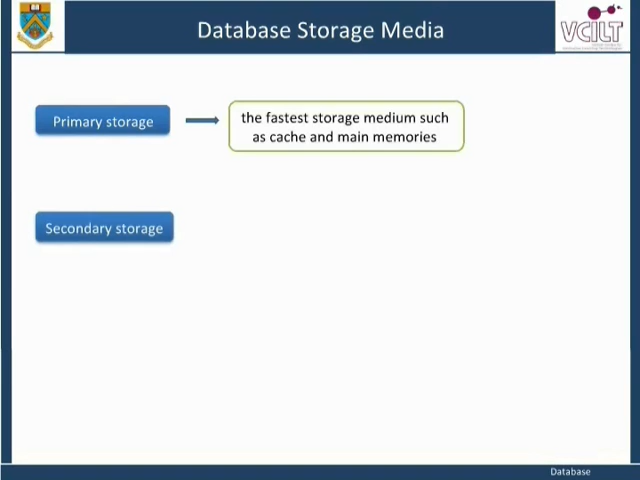 Database Storage Media
VCILT
Primary storage
the fastest storage medium such
as cache and main memories
Secondary storage
Database